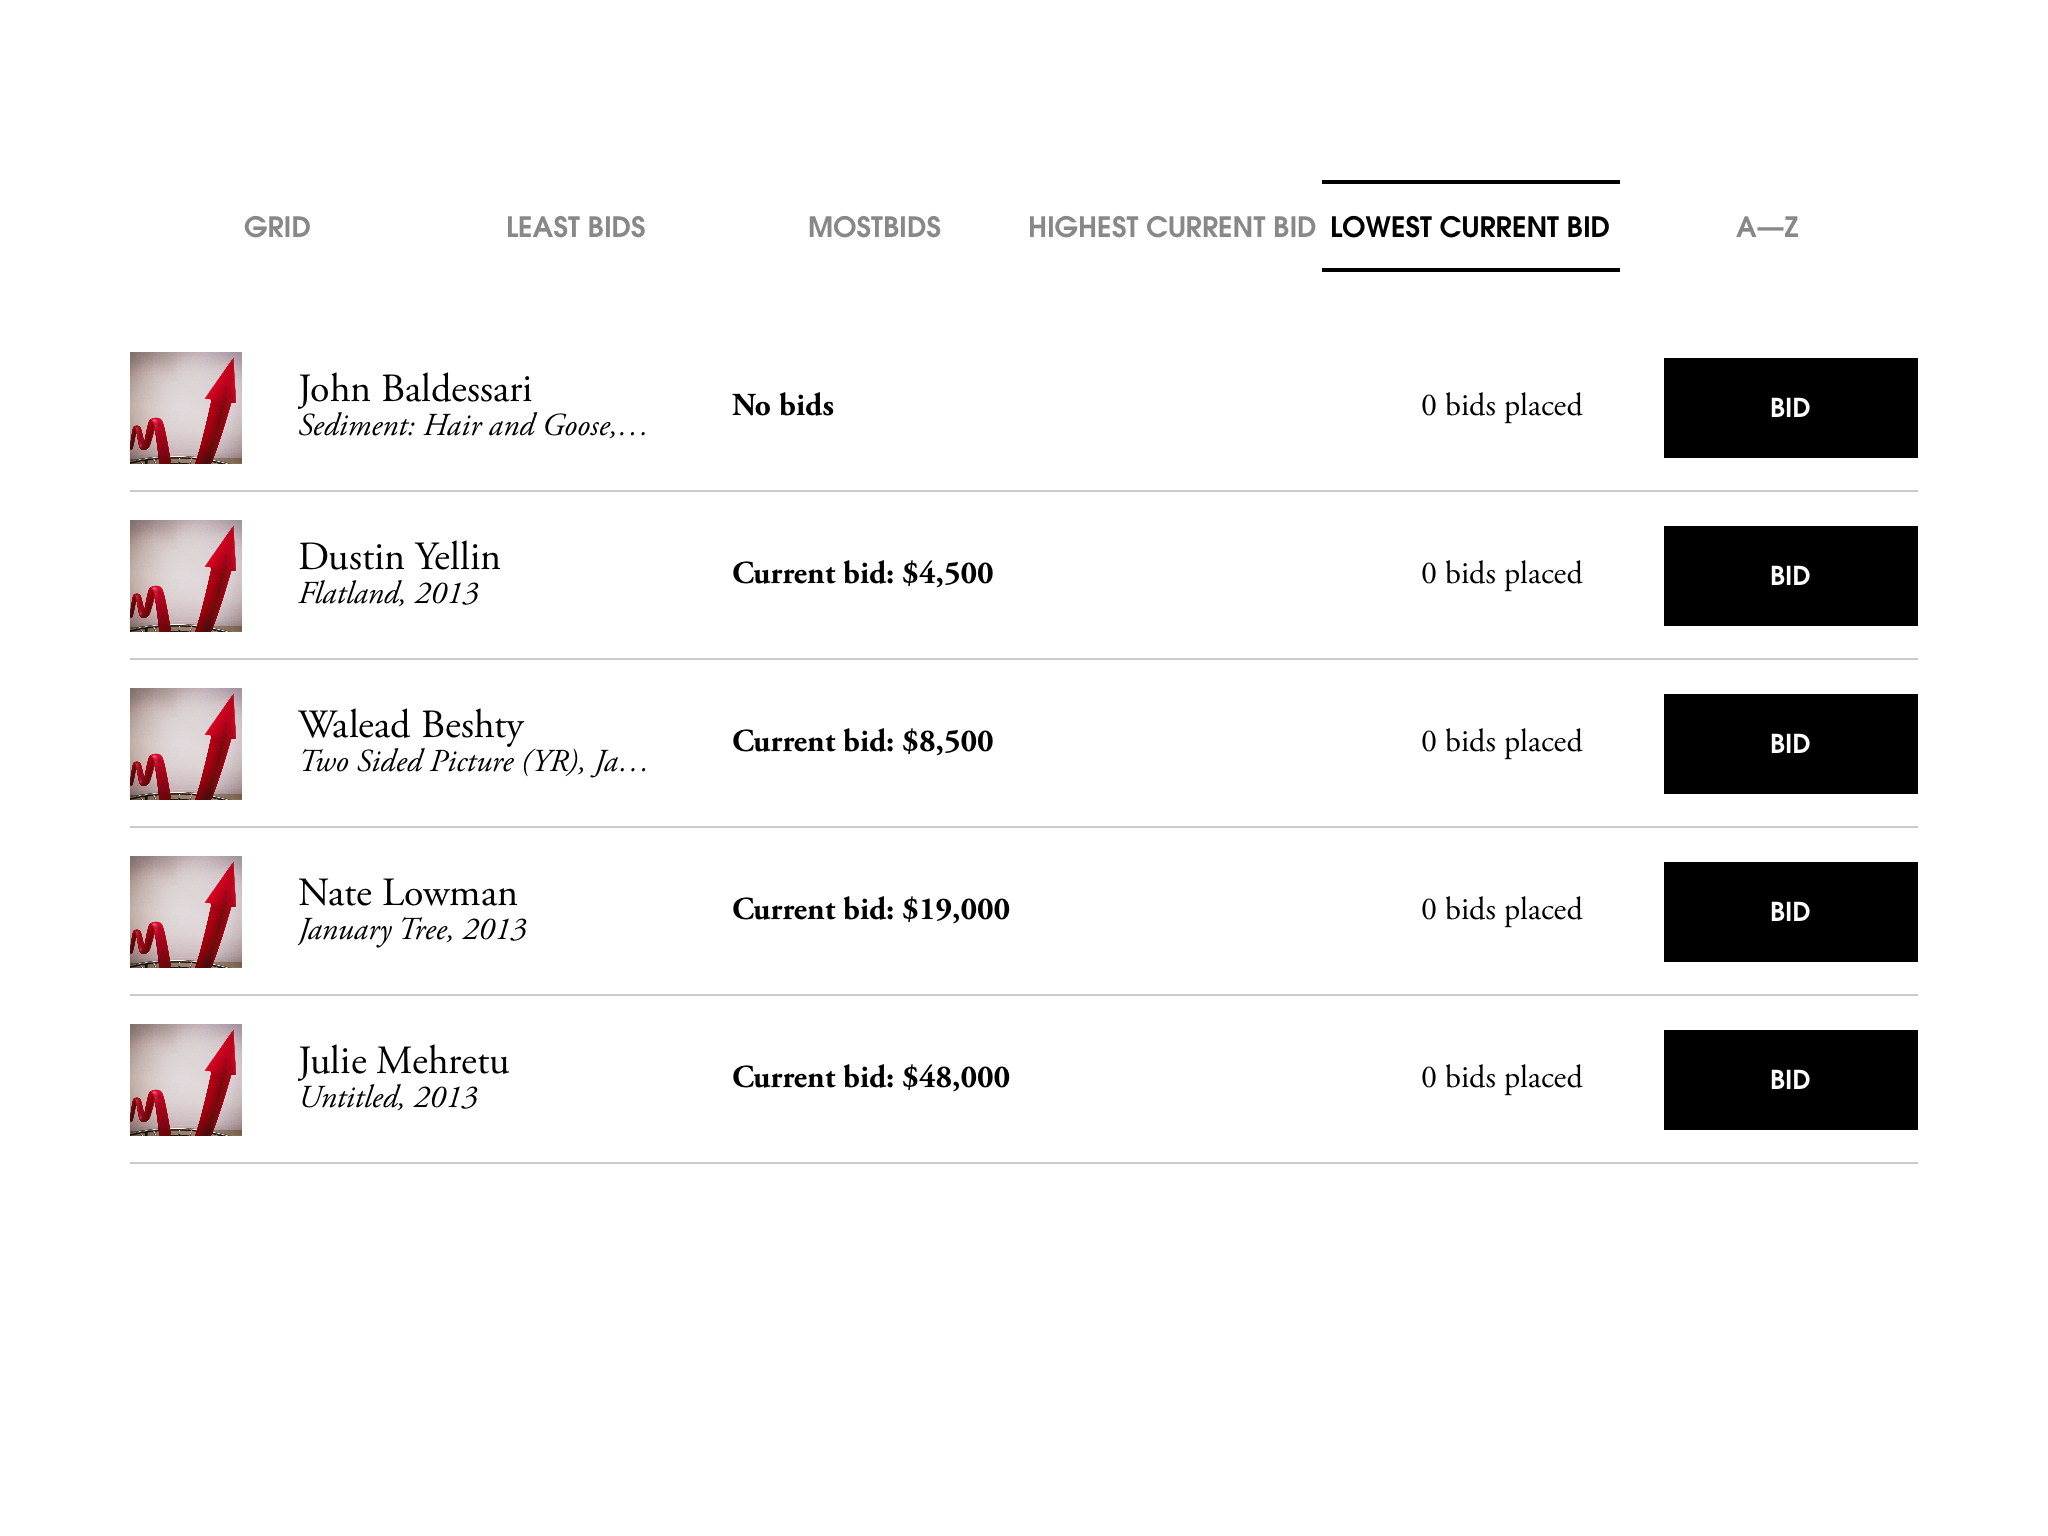 GRID LEAST BIDS MOSTBIDS HIGHEST CURRENT BID LOWEST CURRENT BID A—Z
John Baldessari
Sediment: Hair and Goose,…
No bids
0 bids placed
BID
Dustin Yellin
Flatland, 2013
Current bid: $4,500
0 bids placed
BID
Walead Beshty
Two Sided Picture (YR), Ja…
Current bid: $8,500
0 bids placed
BID
Nate Lowman
January Tree, 2013
Current bid: $19,000
0 bids placed
BID
Julie Mehretu
Untitled, 2013
Current bid: $48,000
0 bids placed
BID